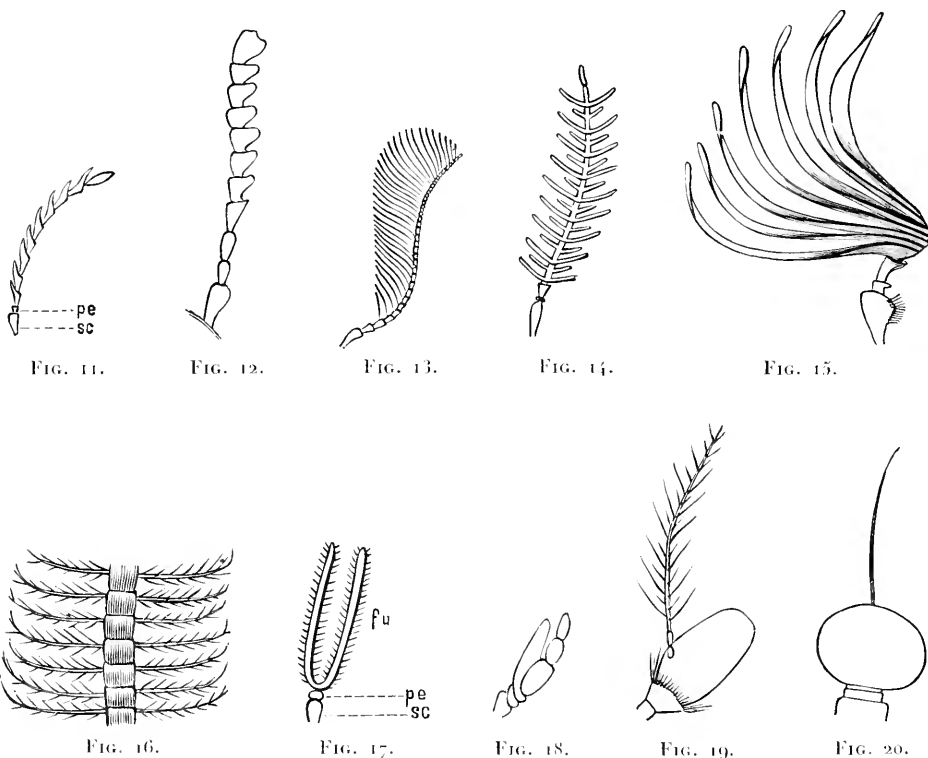 pe
sc
Fig. 11.
Fig. 12.
Fig. 13.
Fig. 14.
Fig. 15.
fu
pe
sc
Fig. 16.
Fig. 17.
Fig. 18.
Fig. 19.
Fig. 20.